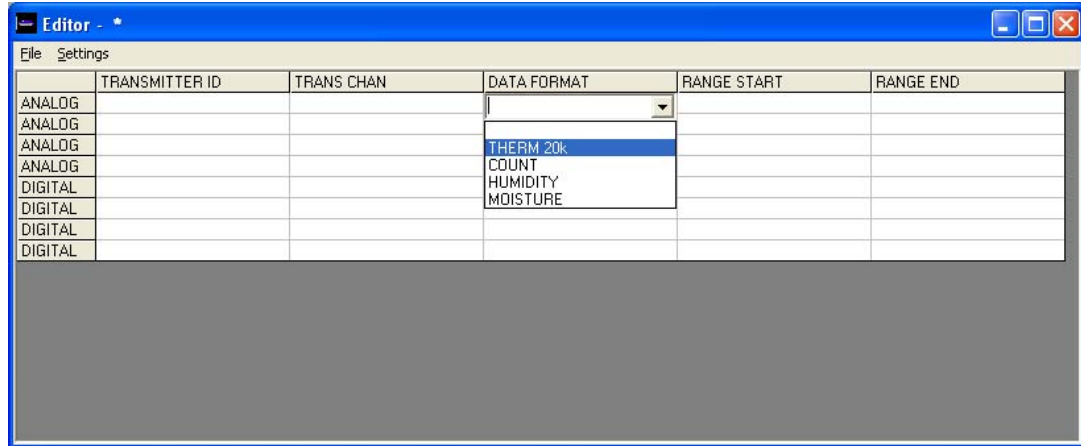 Editor - *
File Settings
TRANSMITTER ID TRANS CHAN DATA FORMAT RANGE START RANGE END
ANALOG
ANALOG
ANALOG THERM 20k
ANALOG COUNT
DIGITAL HUMIDITY
DIGITAL MOISTURE
DIGITAL
DIGITAL